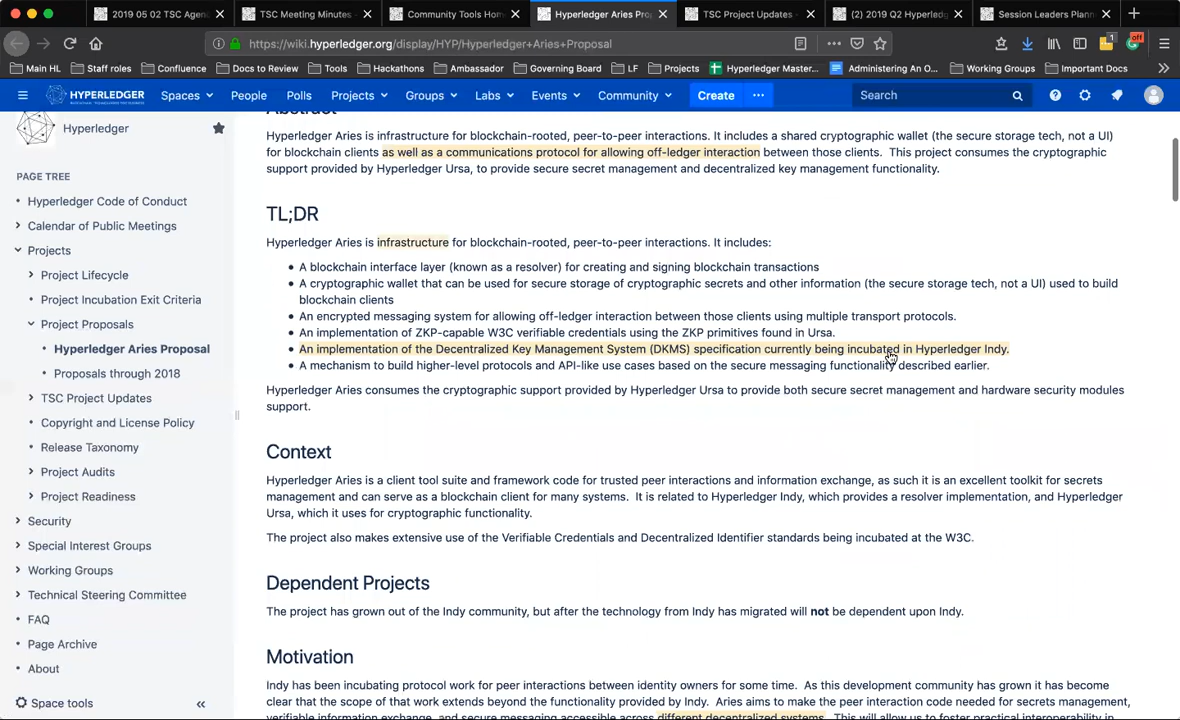 2019 05 02 TSC Agen
TSC Meeting Minutes -
Community Tools Hom
Hyperledger Aries Pro
TSC Project Updates -
(2) 2019 Q2 Hyperled
Session Leaders Plann
https://wiki.hyperledger.org/display/HYP/Hyperledger+Aries+Proposal
1
off
Main HL
Staff roles
Confluence
Docs to Review
Tools
Hackathons
Ambassador
Governing Board
LF
Projects
Hyperledger Master...
Administering An O...
Working Groups
Important Docs
HYPERLEDGER
Spaces
People
Polls
Projects
Groups
Labs
Events
Community
Create
Search
Hyperledger
PAGE TREE
Hyperledger Code of Conduct
Calendar of Public Meetings
Projects
Project Lifecycle
Project Incubation Exit Criteria
Project Proposals
Hyperledger Aries Proposal
Proposals through 2018
TSC Project Updates
Copyright and License Policy
Release Taxonomy
Project Audits
Project Readiness
Security
Special Interest Groups
Working Groups
Technical Steering Committee
FAQ
Page Archive
About
Space tools
Abstract
Hyperledger Aries is infrastructure for blockchain-rooted, peer-to-peer interactions. It includes a shared cryptographic wallet (the secure storage tech, not a UI)
for blockchain clients as well as a communications protocol for allowing off-ledger interaction between those clients. This project consumes the cryptographic
support provided by Hyperledger Ursa, to provide secure secret management and decentralized key management functionality.
TL;DR
Hyperledger Aries is infrastructure for blockchain-rooted, peer-to-peer interactions. It includes:
• A blockchain interface layer (known as a resolver) for creating and signing blockchain transactions
• A cryptographic wallet that can be used for secure storage of cryptographic secrets and other information (the secure storage tech, not a UI) used to build
blockchain clients
• An encrypted messaging system for allowing off-ledger interaction between those clients using multiple transport protocols.
• An implementation of ZKP-capable W3C verifiable credentials using the ZKP primitives found in Ursa.
• An implementation of the Decentralized Key Management System (DKMS) specification currently being incubated in Hyperledger Indy.
• A mechanism to build higher-level protocols and API-like use cases based on the secure messaging functionality described earlier.
Hyperledger Aries consumes the cryptographic support provided by Hyperledger Ursa to provide both secure secret management and hardware security modules
support.
Context
Hyperledger Aries is a client tool suite and framework code for trusted peer interactions and information exchange, as such it is an excellent toolkit for secrets
management and can serve as a blockchain client for many systems. It is related to Hyperledger Indy, which provides a resolver implementation, and Hyperledger
Ursa, which it uses for cryptographic functionality.
The project also makes extensive use of the Verifiable Credentials and Decentralized Identifier standards being incubated at the W3C.
Dependent Projects
The project has grown out of the Indy community, but after the technology from Indy has migrated will not be dependent upon Indy.
Motivation
Indy has been incubating protocol work for peer interactions between identity owners for some time. As this development community has grown it has become
clear that the scope of that work extends beyond the functionality provided by Indy. Aries aims to make the peer interaction code needed for secrets management,
verifiable information exchange, and secure messaging accessible across different decentralized systems. This will allow us to foster practical interoperability in